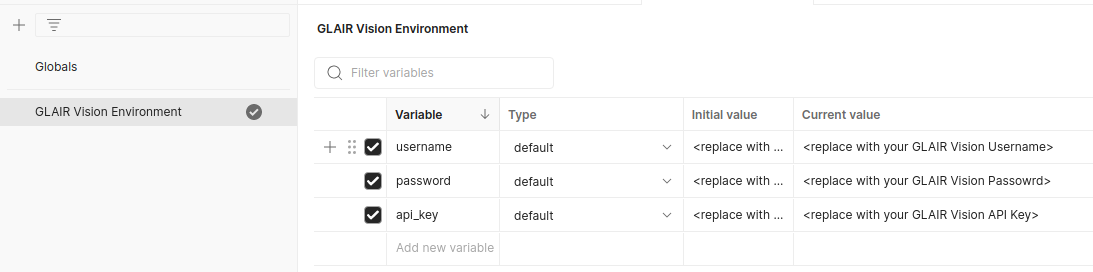 GLAIR Vision Environment
Filter variables
Globals
GLAIR Vision Environment
Variable Type Initial value Current value
username default <replace with ... <replace with your GLAIR Vision Username>
password default <replace with ... <replace with your GLAIR Vision Passowrd>
api_key default <replace with ... <replace with your GLAIR Vision API Key>
Add new variable